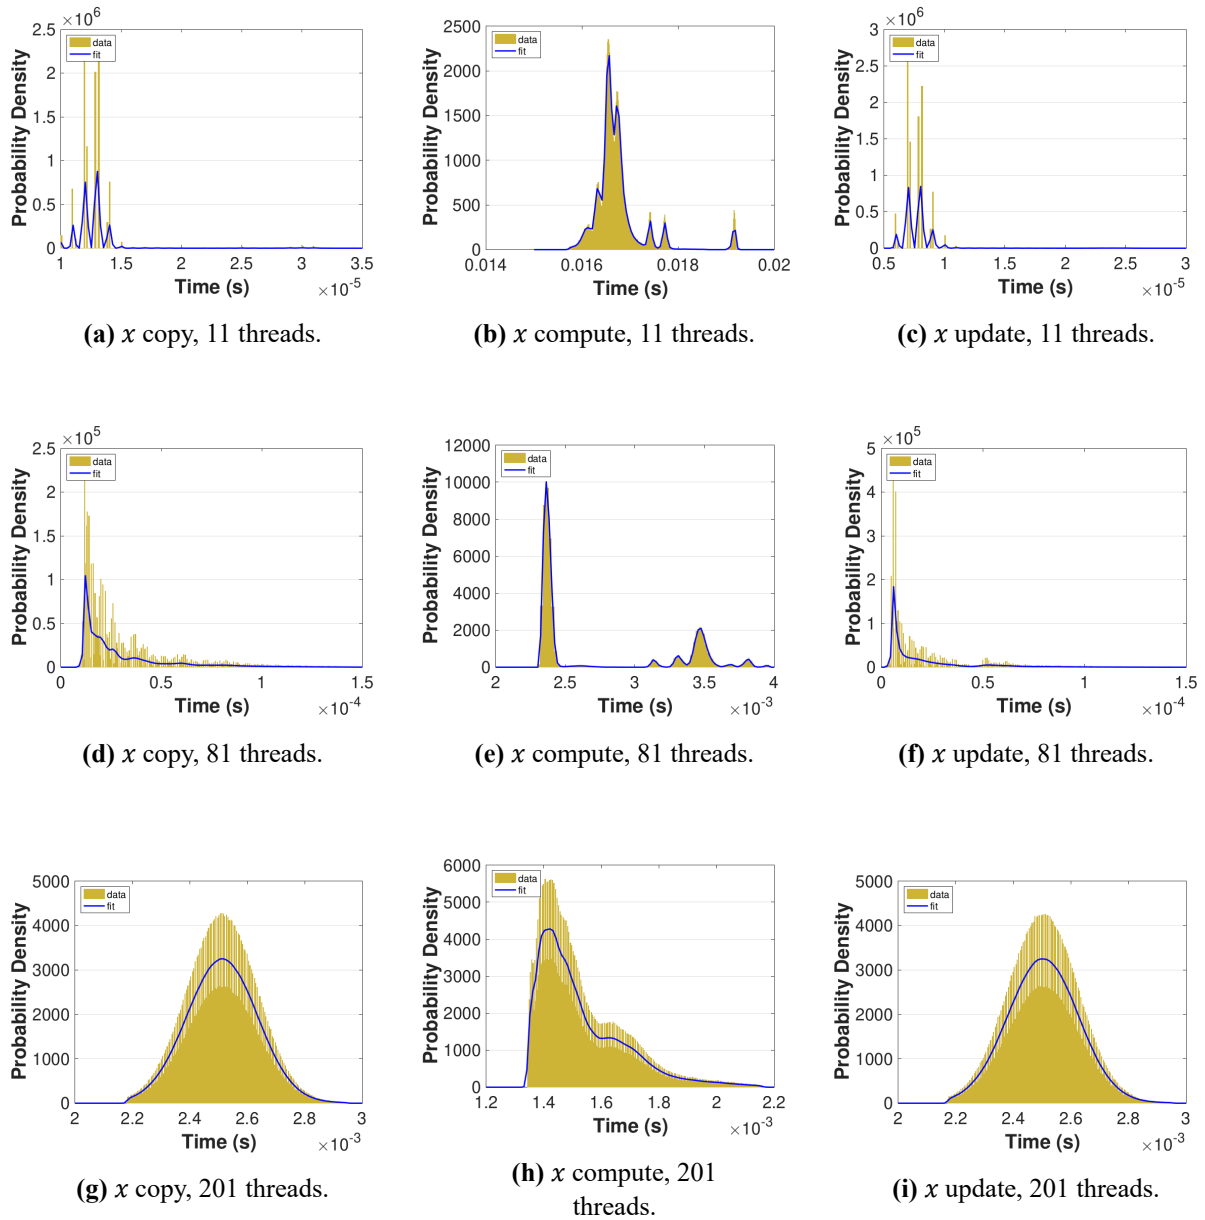 ×10^6
2.5
2
1.5
1
0.5
0
data
fit
Probability Density
1 1.5 2 2.5 3 3.5
Time (s) ×10^-5
(a) x copy, 11 threads.
2500
2000
1500
1000
500
0
data
fit
Probability Density
0.014 0.016 0.018 0.02
Time (s)
(b) x compute, 11 threads.
×10^6
3
2.5
2
1.5
1
0.5
0
data
fit
Probability Density
0.5 1 1.5 2 2.5 3
Time (s) ×10^-5
(c) x update, 11 threads.
×10^5
2.5
2
1.5
1
0.5
0
data
fit
Probability Density
0 0.5 1 1.5
Time (s) ×10^-4
(d) x copy, 81 threads.
12000
10000
8000
6000
4000
2000
0
data
fit
Probability Density
2 2.5 3 3.5 4
Time (s) ×10^-3
(e) x compute, 81 threads.
×10^5
5
4
3
2
1
0
data
fit
Probability Density
0 0.5 1 1.5
Time (s) ×10^-4
(f) x update, 81 threads.
5000
4000
3000
2000
1000
0
data
fit
Probability Density
2 2.2 2.4 2.6 2.8 3
Time (s) ×10^-3
(g) x copy, 201 threads.
6000
5000
4000
3000
2000
1000
0
data
fit
Probability Density
1.2 1.4 1.6 1.8 2 2.2
Time (s) ×10^-3
(h) x compute, 201
threads.
5000
4000
3000
2000
1000
0
data
fit
Probability Density
2 2.2 2.4 2.6 2.8 3
Time (s) ×10^-3
(i) x update, 201 threads.